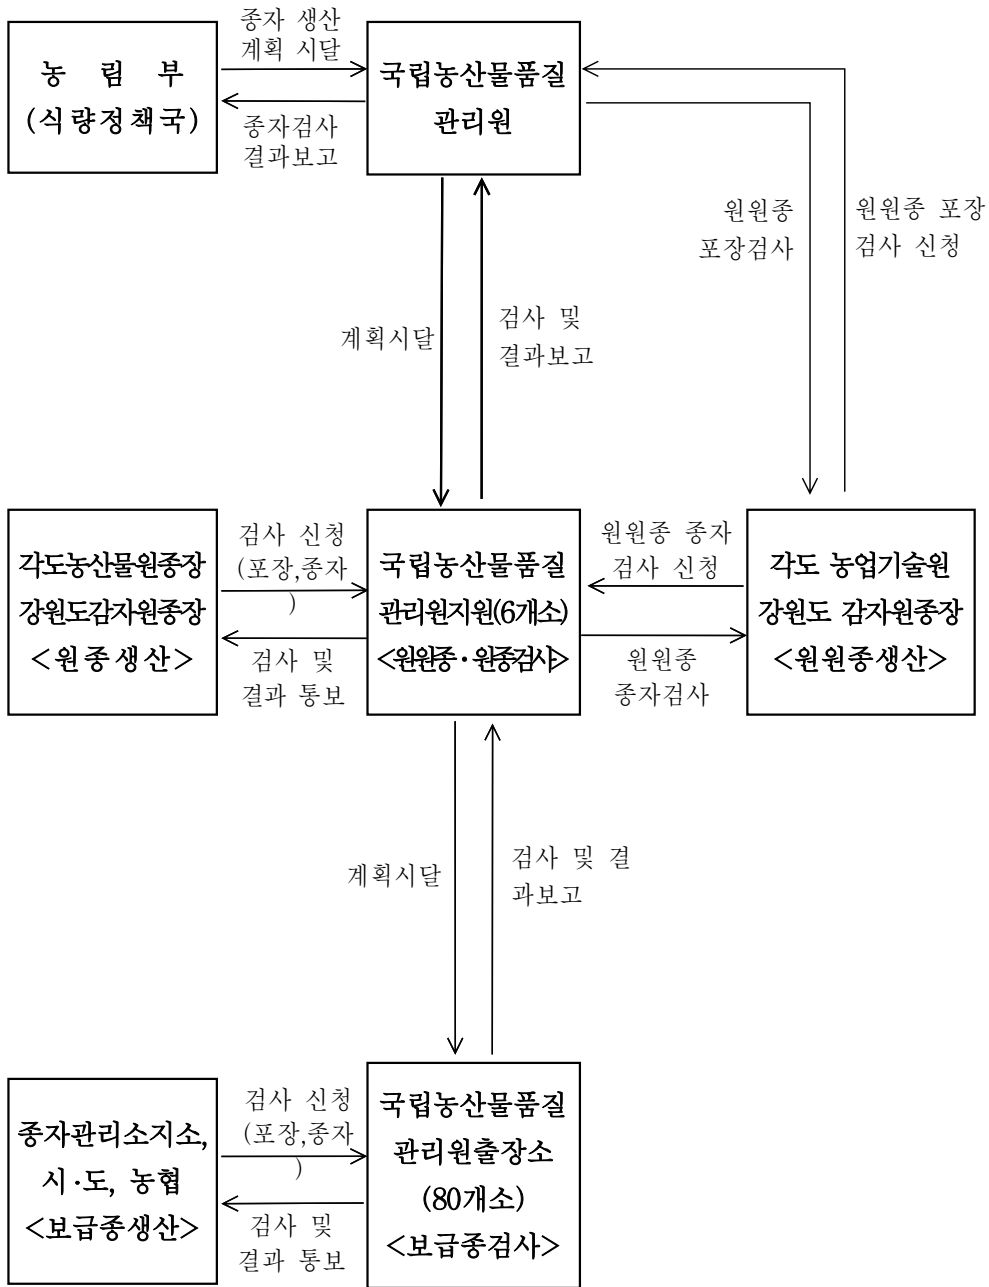 종자 생산
계획 시달
농 림 부
(식량정책국)
종자검사
결과보고
국립농산물품질
관리원
원원종
포장검사
원원종 포장
검사 신청
계획시달
검사 및
결과보고
각도농산물원종장
강원도감자원종장
<원종생산>
검사 신청
(포장,종자
)
검사 및
결과 통보
국립농산물품질
관리원지원(6개소)
<원원종·원종검사>
원원종 종자
검사 신청
원원종
종자검사
각도 농업기술원
강원도 감자원종장
<원원종생산>
계획시달
검사 및 결
과보고
종자관리소지소,
시·도, 농협
<보급종생산>
검사 신청
(포장,종자
)
검사 및
결과 통보
국립농산물품질
관리원출장소
(80개소)
<보급종검사>